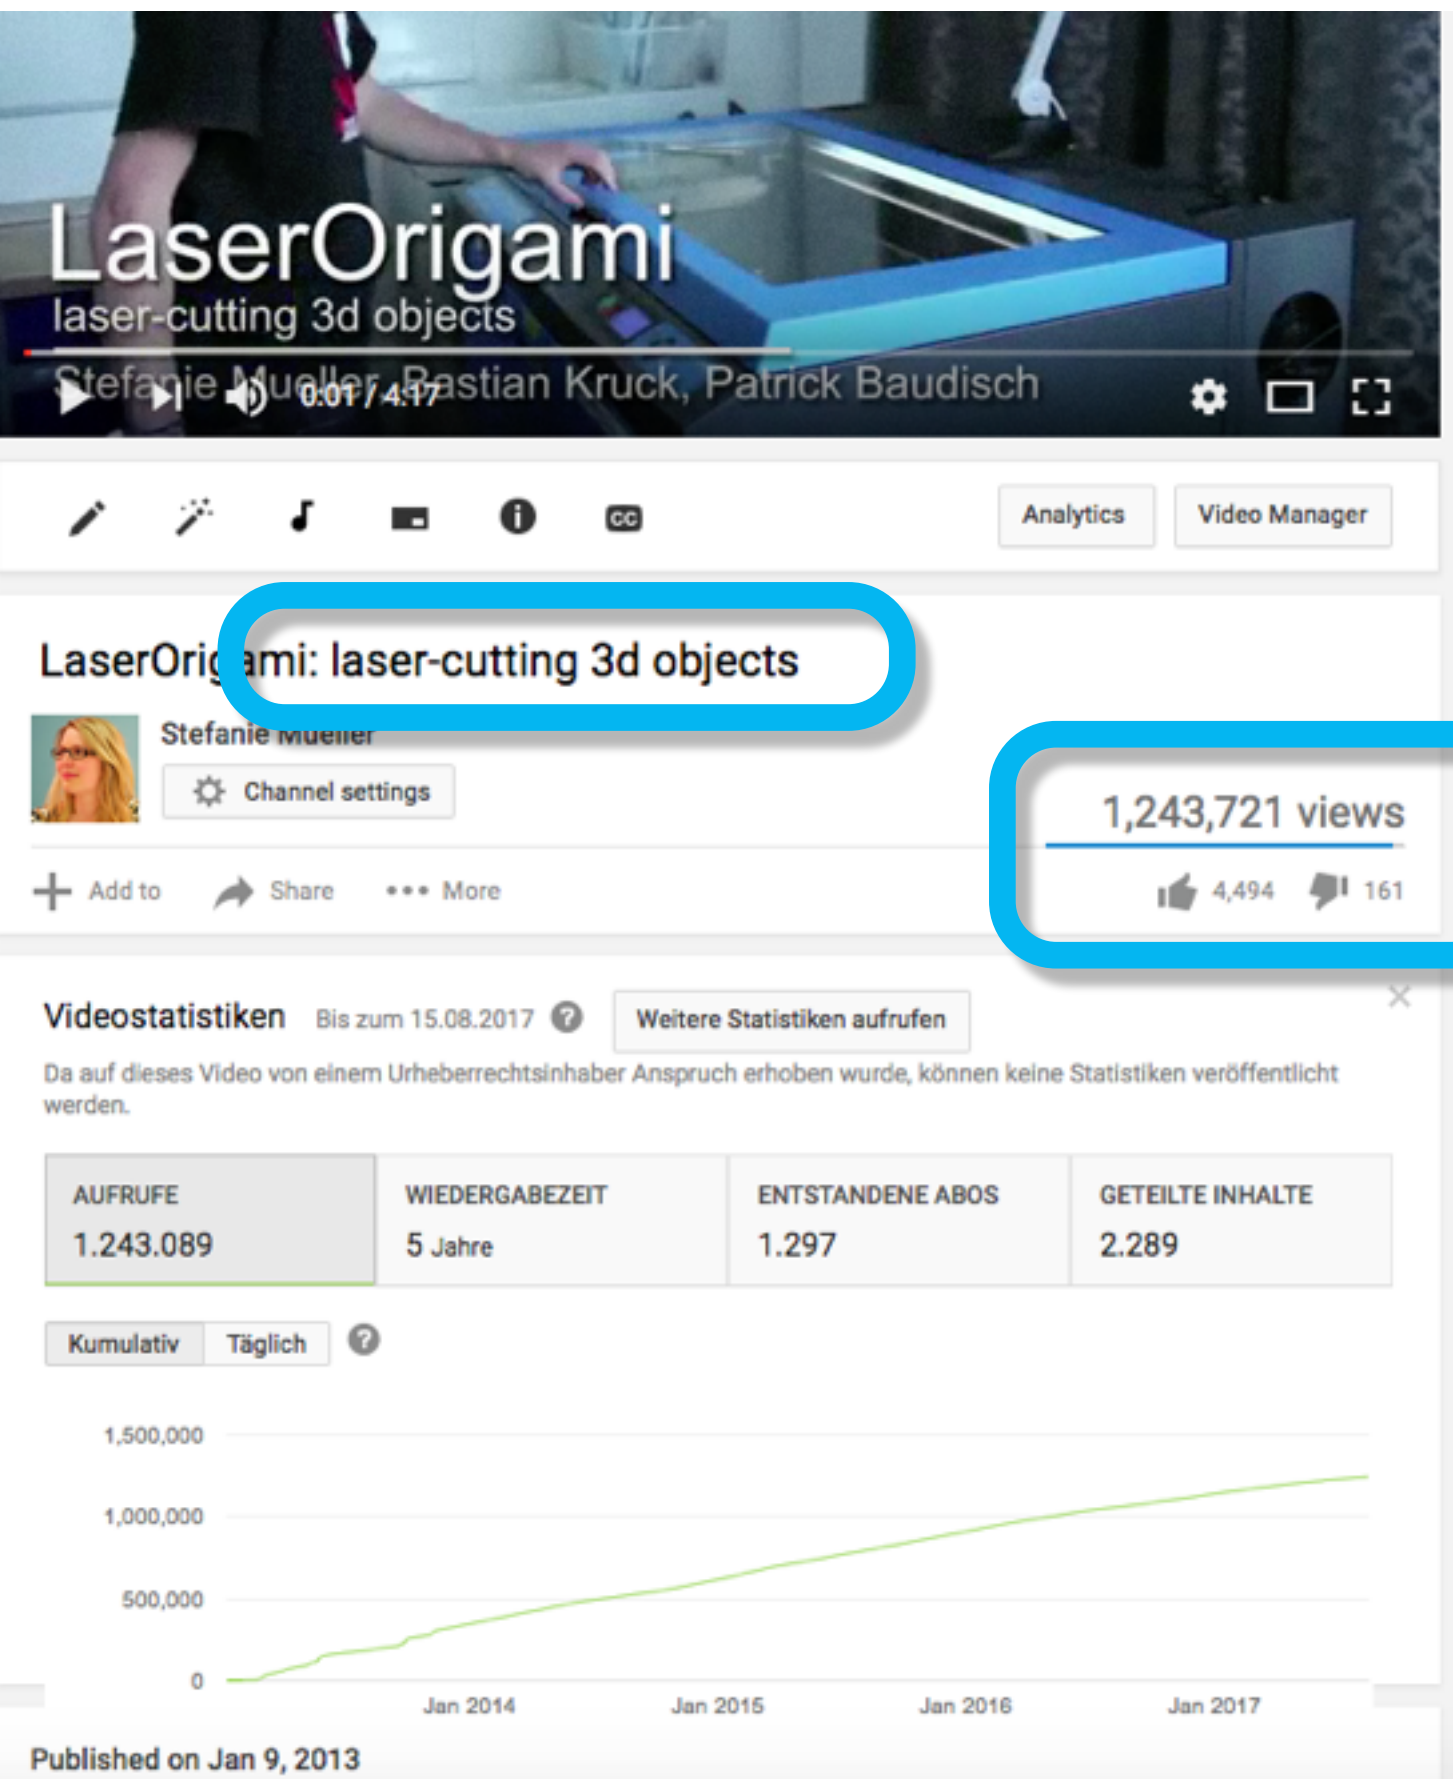 LaserOrigami
laser-cutting 3d objects
Stefanie Mueller, Bastian Kruck, Patrick Baudisch
0:01 / 4:17
CC
Analytics
Video Manager
LaserOrigami: laser-cutting 3d objects
Stefanie Mueller
Channel settings
1,243,721 views
Add to
Share
More
4,494
161
Videostatistiken
Bis zum 15.08.2017
Weitere Statistiken aufrufen
Da auf dieses Video von einem Urheberrechtsinhaber Anspruch erhoben wurde, können keine Statistiken veröffentlicht
werden.
AUFRUFE
1.243.089
WIEDERGABEZEIT
5 Jahre
ENTSTANDENE ABOS
1.297
GETEILTE INHALTE
2.289
Kumulativ
Täglich
1,500,000
1,000,000
500,000
0
Jan 2014
Jan 2015
Jan 2016
Jan 2017
Published on Jan 9, 2013